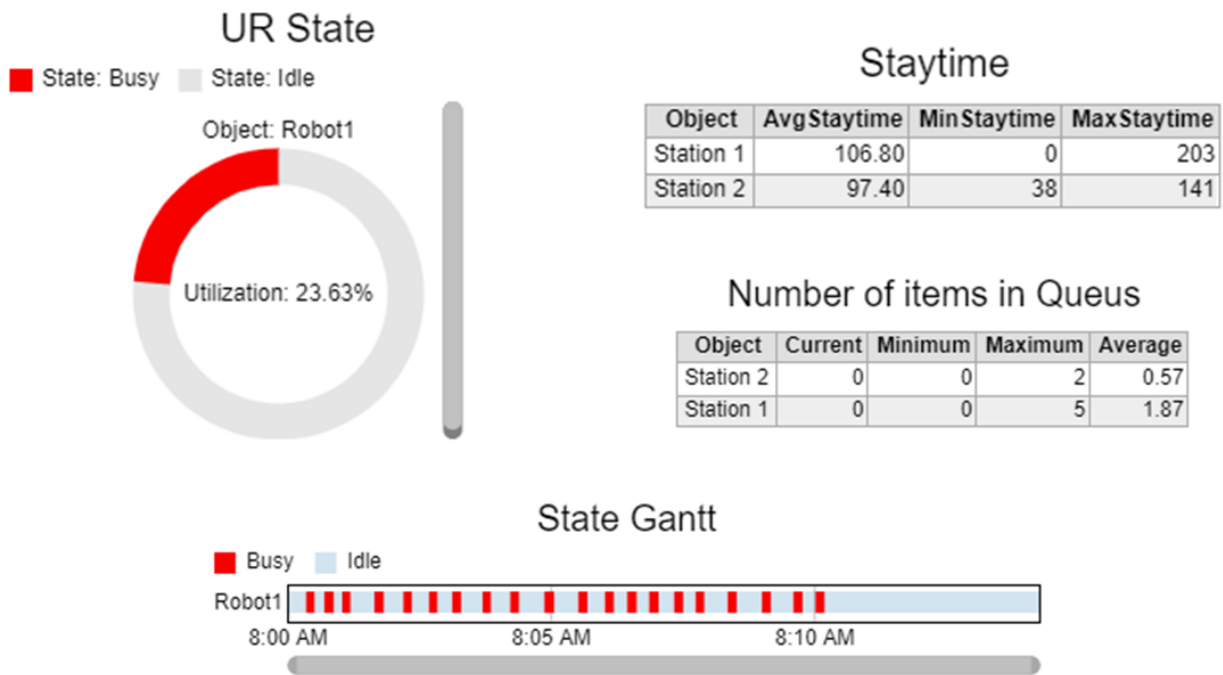 UR State
State: Busy State: Idle
Object: Robot1
Utilization: 23.63%
Staytime
Object AvgStaytime MinStaytime MaxStaytime
Station 1 106.80 0 203
Station 2 97.40 38 141
Number of items in Queus
Object Current Minimum Maximum Average
Station 2 0 0 2 0.57
Station 1 0 0 5 1.87
State Gantt
Busy Idle
Robot1
8:00 AM 8:05 AM 8:10 AM